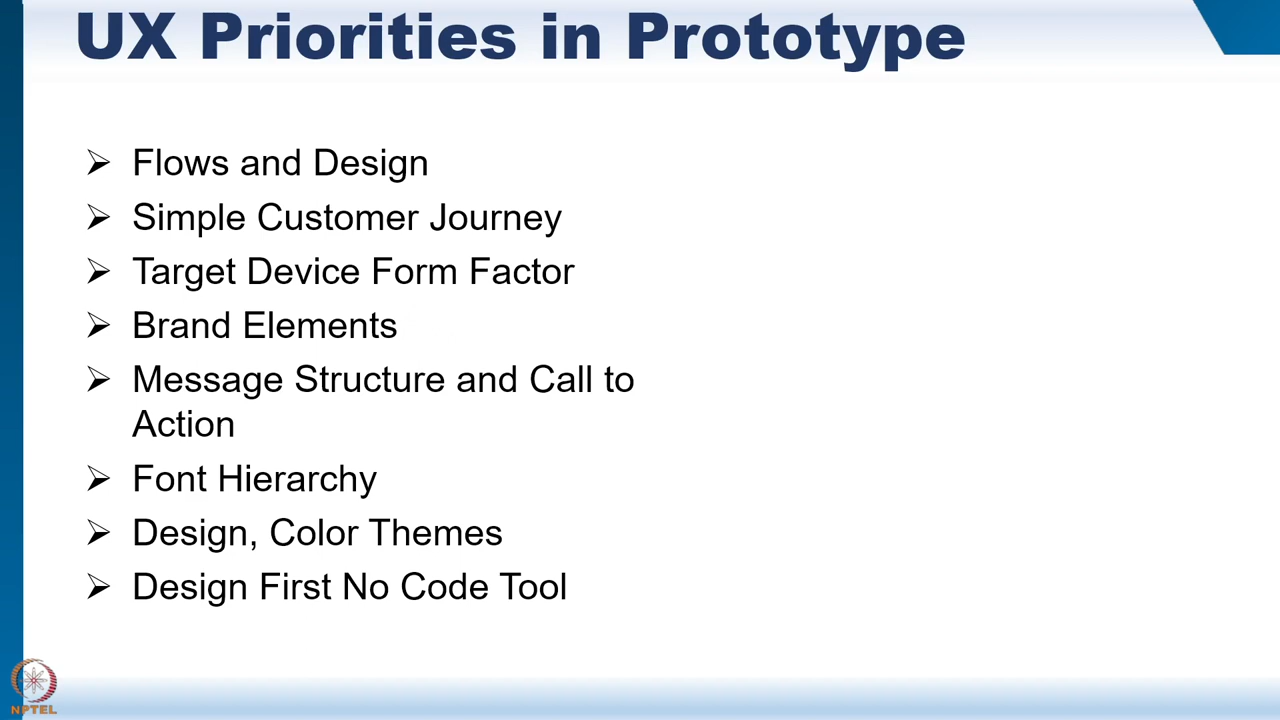 UX Priorities in Prototype
➢ Flows and Design
➢ Simple Customer Journey
➢ Target Device Form Factor
➢ Brand Elements
➢ Message Structure and Call to
Action
➢ Font Hierarchy
➢ Design, Color Themes
➢ Design First No Code Tool
NPTEL